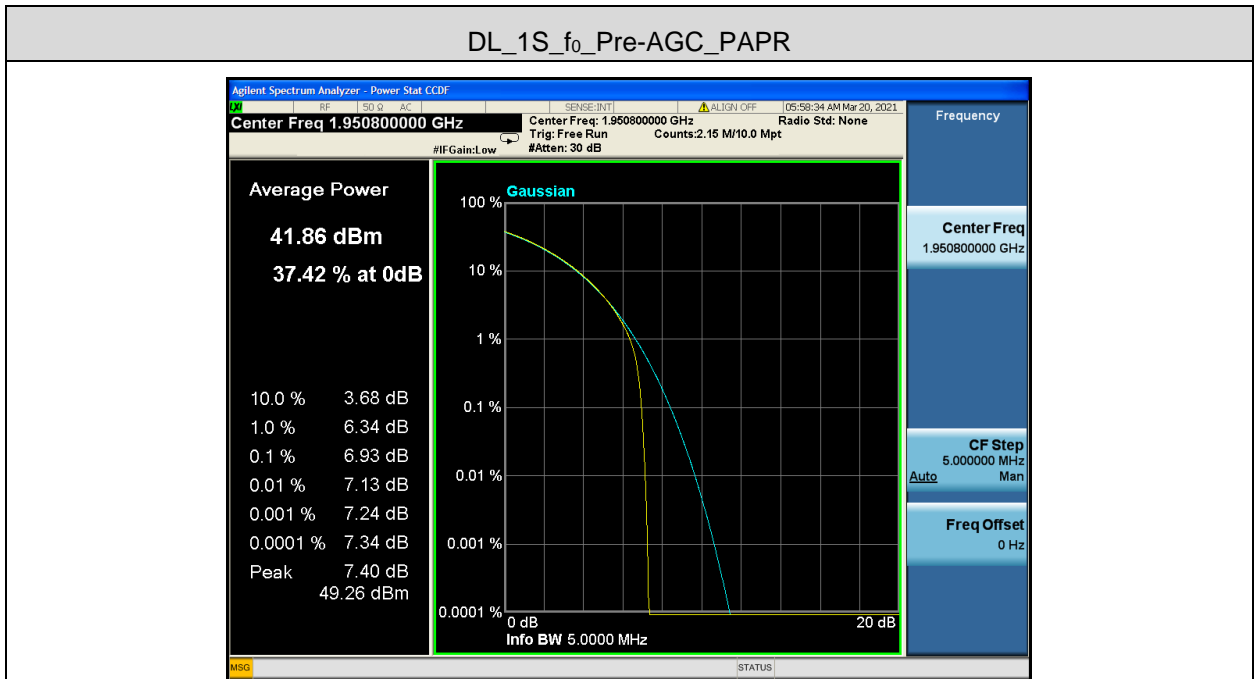 DL_1S_f0_Pre-AGC_PAPR
Agilent Spectrum Analyzer - Power Stat CCDF
LXI RF 50 Ω AC SENSE:INT ALIGN OFF 05:58:34 AM Mar 20, 2021
Center Freq 1.950800000 GHz
Center Freq: 1.950800000 GHz Radio Std: None
Trig: Free Run Counts:2.15 M/10.0 Mpt
#IFGain:Low #Atten: 30 dB
Frequency
Average Power
41.86 dBm
37.42 % at 0dB
10.0 % 3.68 dB
1.0 % 6.34 dB
0.1 % 6.93 dB
0.01 % 7.13 dB
0.001 % 7.24 dB
0.0001 % 7.34 dB
Peak 7.40 dB
49.26 dBm
Gaussian
100 %
10 %
1 %
0.1 %
0.01 %
0.001 %
0.0001 %
0 dB 20 dB
Info BW 5.0000 MHz
Center Freq
1.950800000 GHz
CF Step
5.000000 MHz
Auto Man
Freq Offset
0 Hz
MSG STATUS